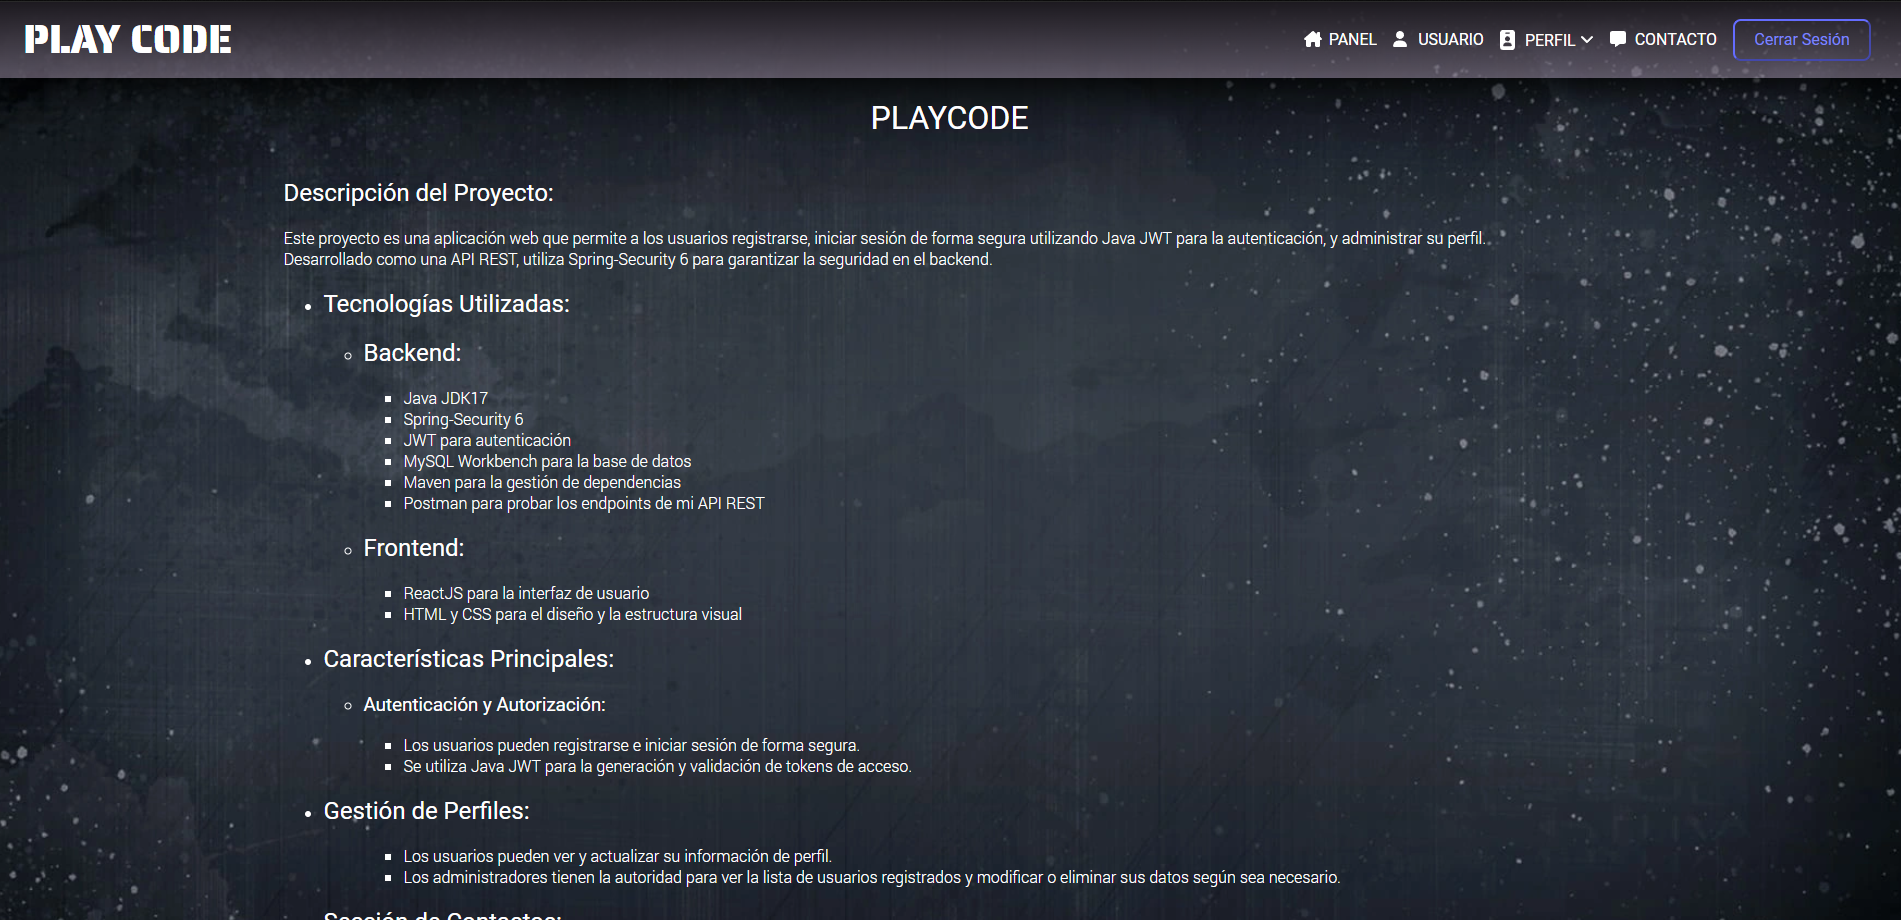 PLAY CODE
PANEL
USUARIO
PERFIL
CONTACTO
Cerrar Sesión
PLAYCODE
Descripción del Proyecto:
Este proyecto es una aplicación web que permite a los usuarios registrarse, iniciar sesión de forma segura utilizando Java JWT para la autenticación, y administrar su perfil.
Desarrollado como una API REST, utiliza Spring-Security 6 para garantizar la seguridad en el backend.
Tecnologías Utilizadas:
Backend:
Java JDK17
Spring-Security 6
JWT para autenticación
MySQL Workbench para la base de datos
Maven para la gestión de dependencias
Postman para probar los endpoints de mi API REST
Frontend:
ReactJS para la interfaz de usuario
HTML y CSS para el diseño y la estructura visual
Características Principales:
Autenticación y Autorización:
Los usuarios pueden registrarse e iniciar sesión de forma segura.
Se utiliza Java JWT para la generación y validación de tokens de acceso.
Gestión de Perfiles:
Los usuarios pueden ver y actualizar su información de perfil.
Los administradores tienen la autoridad para ver la lista de usuarios registrados y modificar o eliminar sus datos según sea necesario.
Sección de Contactos: